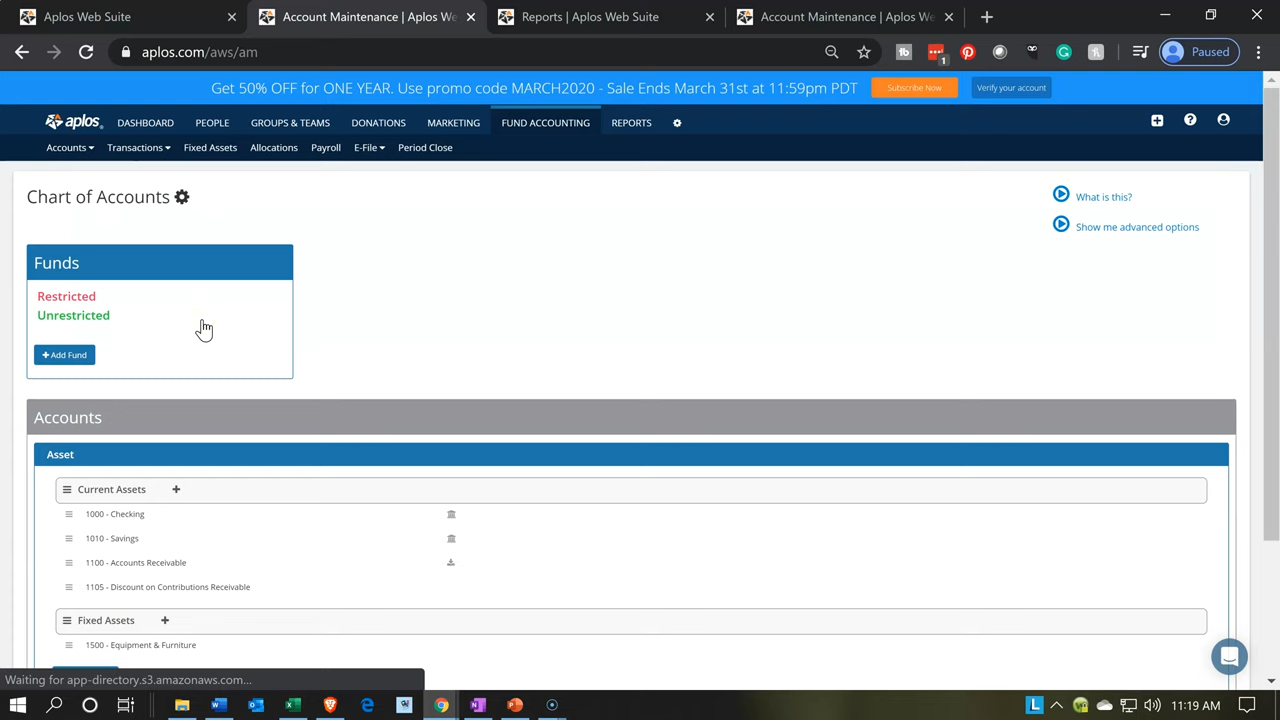 Aplos Web Suite
Account Maintenance | Aplos We
Reports | Aplos Web Suite
Account Maintenance | Aplos We
aplos.com/aws/am
Paused
Get 50% OFF for ONE YEAR. Use promo code MARCH2020 - Sale Ends March 31st at 11:59pm PDT
Subscribe Now
Verify your account
aplos.
DASHBOARD
PEOPLE
GROUPS & TEAMS
DONATIONS
MARKETING
FUND ACCOUNTING
REPORTS
Accounts
Transactions
Fixed Assets
Allocations
Payroll
E-File
Period Close
Chart of Accounts
What is this?
Show me advanced options
Funds
Restricted
Unrestricted
+ Add Fund
Accounts
Asset
Current Assets +
1000 - Checking
1010 - Savings
1100 - Accounts Receivable
1105 - Discount on Contributions Receivable
Fixed Assets +
1500 - Equipment & Furniture
Waiting for app-directory.s3.amazonaws.com...
11:19 AM